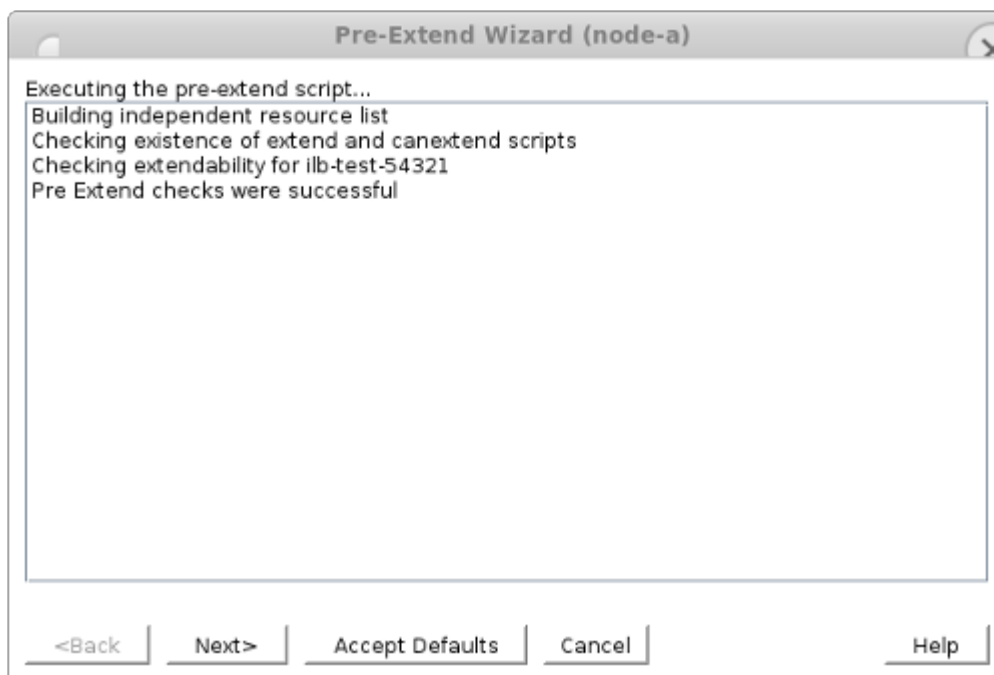 Pre-Extend Wizard (node-a)
Executing the pre-extend script...
Building independent resource list
Checking existence of extend and canextend scripts
Checking extendability for ilb-test-54321
Pre Extend checks were successful
<Back Next> Accept Defaults Cancel Help